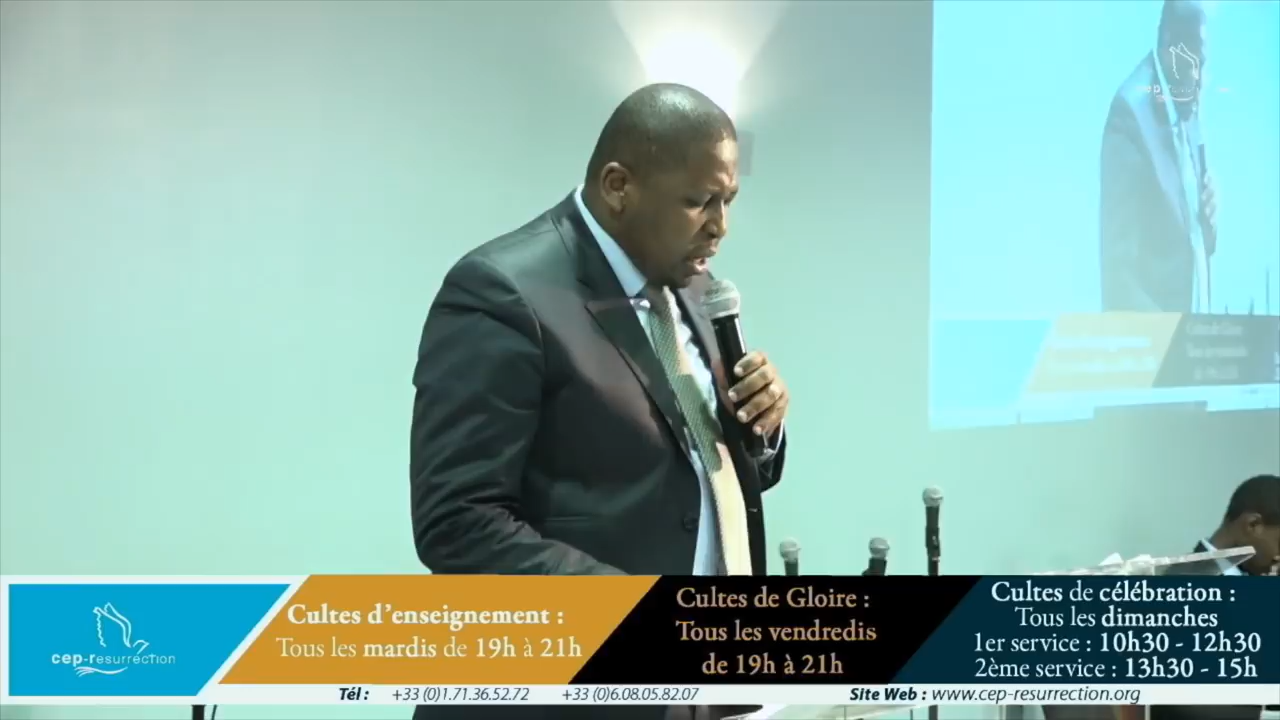 cep-resurrection
Cultes d'enseignement :
Tous les mardis de 19h à 21h
Cultes de Gloire :
Tous les vendredis
de 19h à 21h
Cultes de célébration :
Tous les dimanches
1er service : 10h30 - 12h30
2ème service : 13h30 - 15h
Tél : +33 (0)1.71.36.52.72 +33 (0)6.08.05.82.07 Site Web : www.cep-resurrection.org